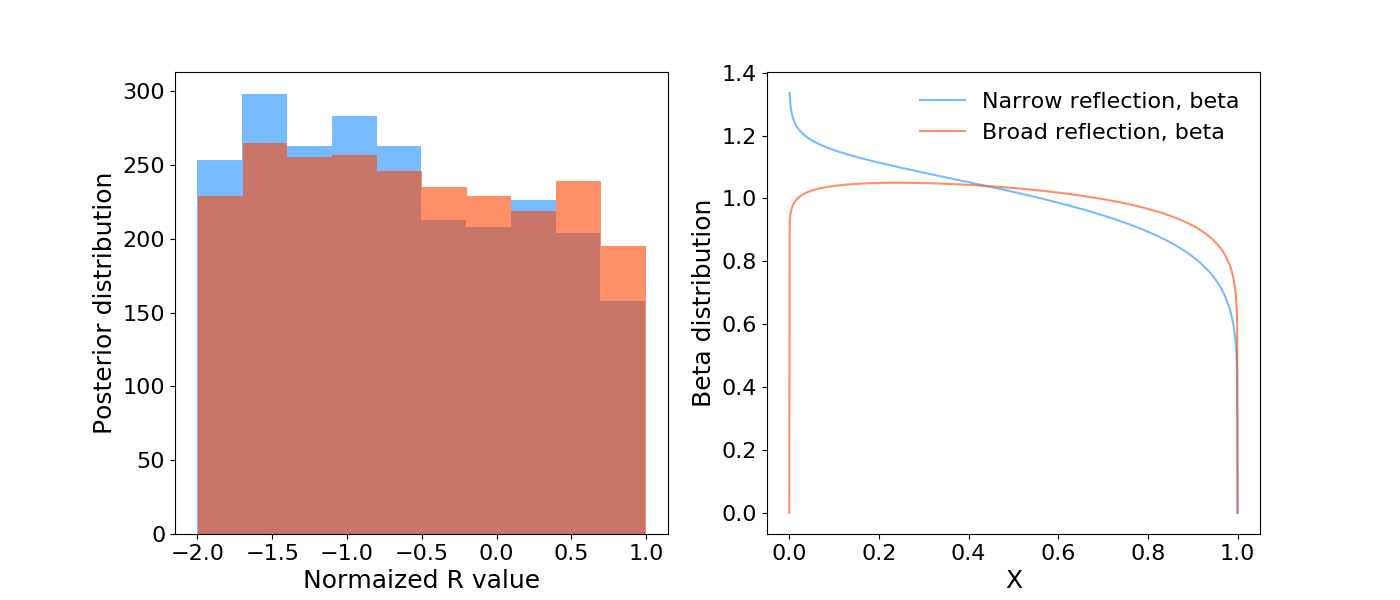 Posterior distribution
300
250
200
150
100
50
0
−2.0 −1.5 −1.0 −0.5 0.0 0.5 1.0
Normaized R value
Beta distribution
1.4
1.2
1.0
0.8
0.6
0.4
0.2
0.0
0.0 0.2 0.4 0.6 0.8 1.0
X
Narrow reflection, beta
Broad reflection, beta